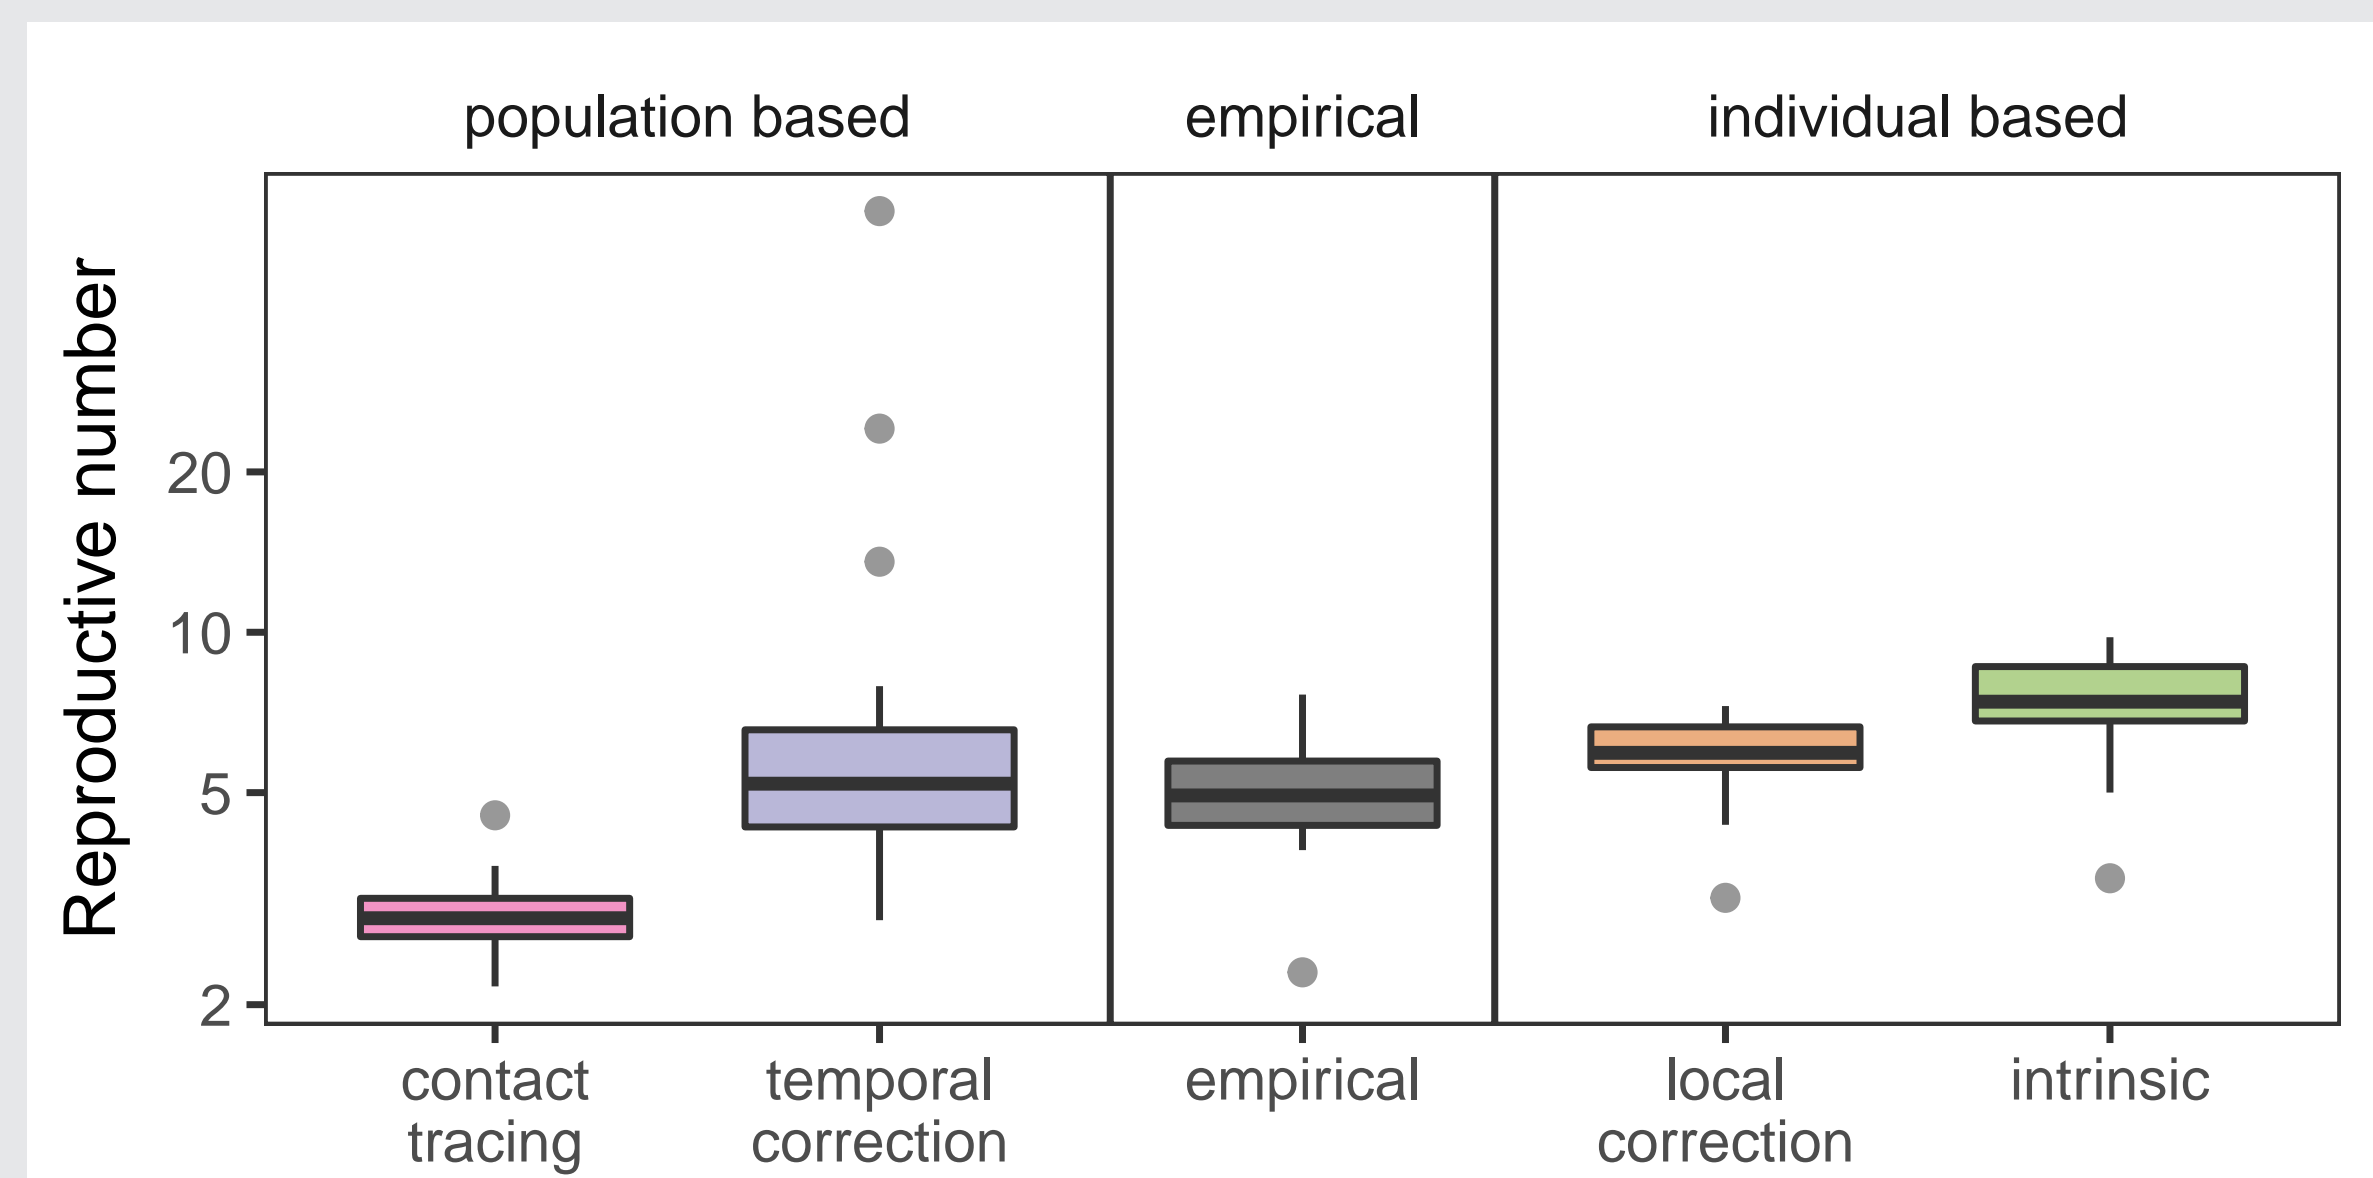 population based
empirical
individual based
Reproductive number
20
10
5
2
contact
tracing
temporal
correction
empirical
local
correction
intrinsic